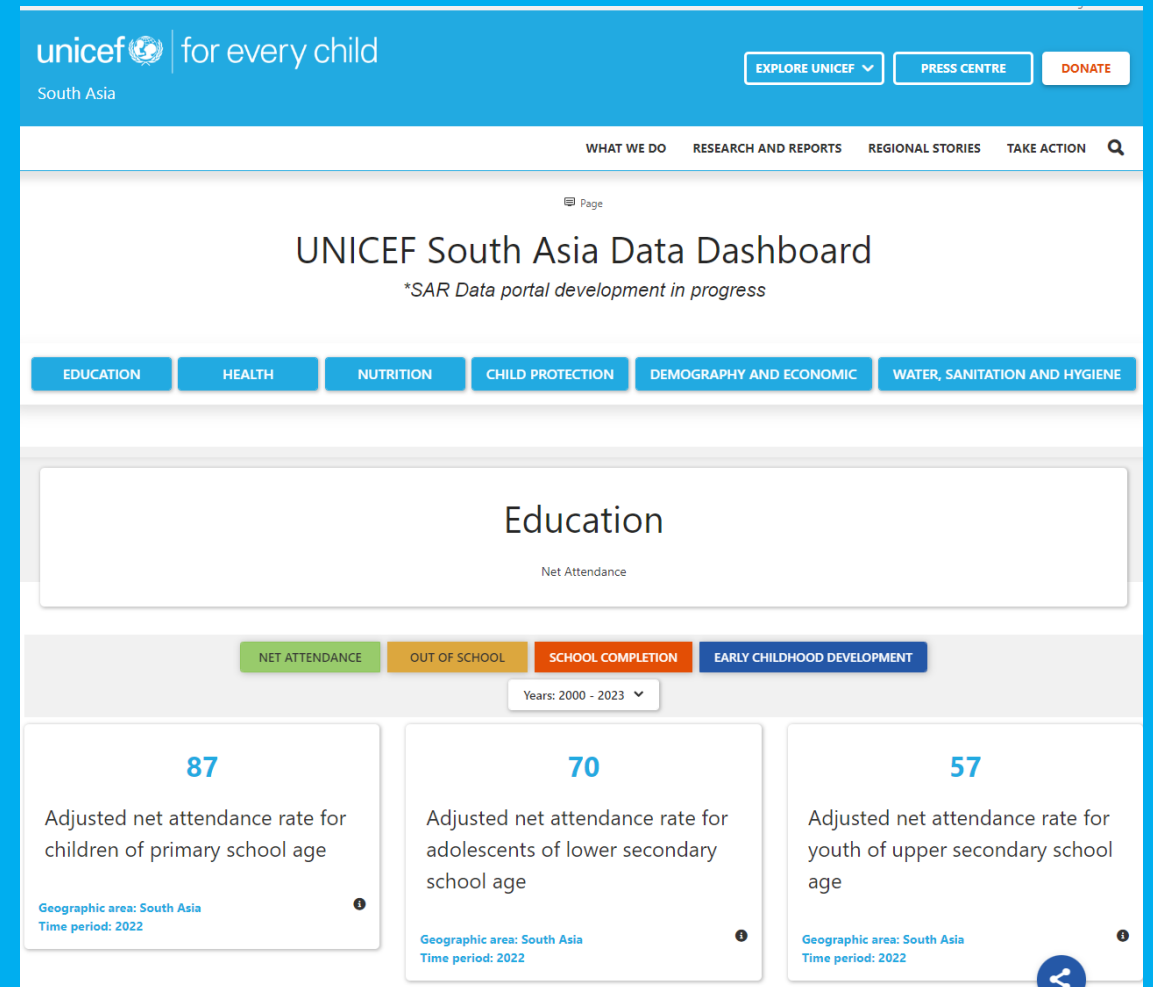 unicef for every child
South Asia
EXPLORE UNICEF
PRESS CENTRE
DONATE
WHAT WE DO
RESEARCH AND REPORTS
REGIONAL STORIES
TAKE ACTION
Page
UNICEF South Asia Data Dashboard
*SAR Data portal development in progress
EDUCATION
HEALTH
NUTRITION
CHILD PROTECTION
DEMOGRAPHY AND ECONOMIC
WATER, SANITATION AND HYGIENE
Education
Net Attendance
NET ATTENDANCE
OUT OF SCHOOL
SCHOOL COMPLETION
EARLY CHILDHOOD DEVELOPMENT
Years: 2000 - 2023
87
Adjusted net attendance rate for
children of primary school age
Geographic area: South Asia
Time period: 2022
70
Adjusted net attendance rate for
adolescents of lower secondary
school age
Geographic area: South Asia
Time period: 2022
57
Adjusted net attendance rate for
youth of upper secondary school
age
Geographic area: South Asia
Time period: 2022